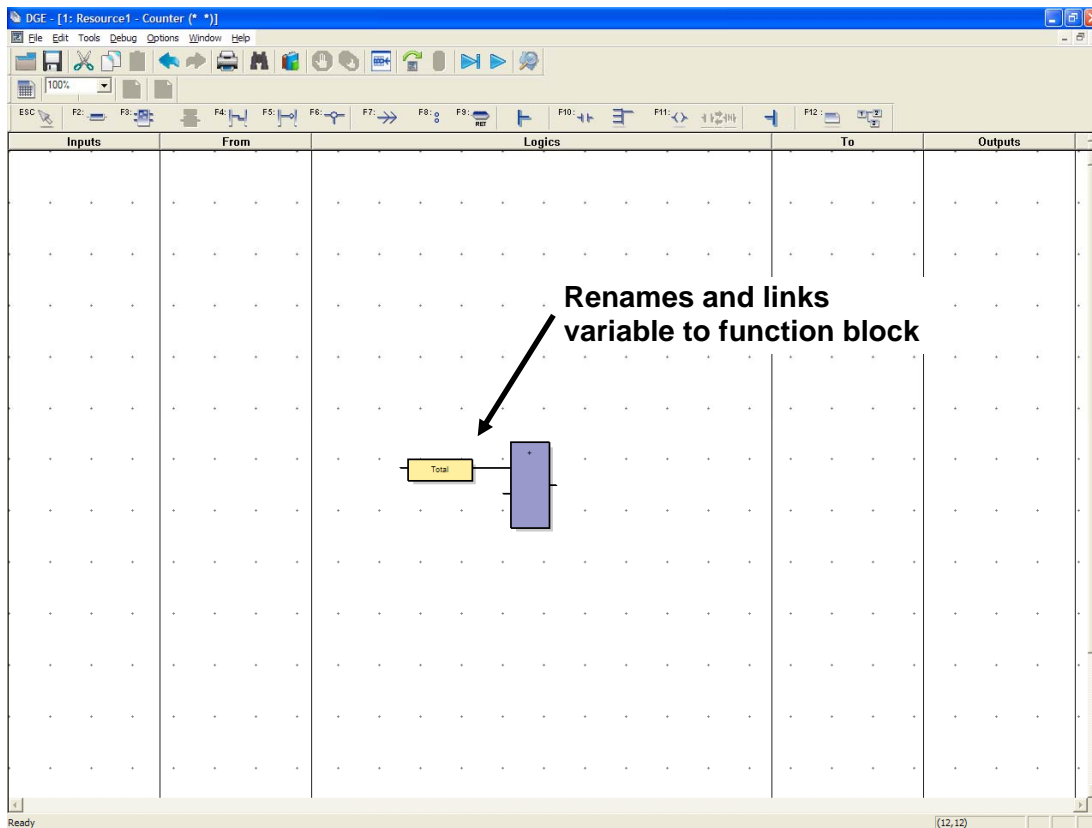 DGE - [1: Resource1 - Counter (* *)]
File Edit Tools Debug Options Window Help
100%
ESC F2: F3: F4: F5: F6: F7: F8: F9: RET F10: F11: F12:
Inputs From Logics To Outputs
Renames and links
variable to function block
+
Total
Ready (12,12)